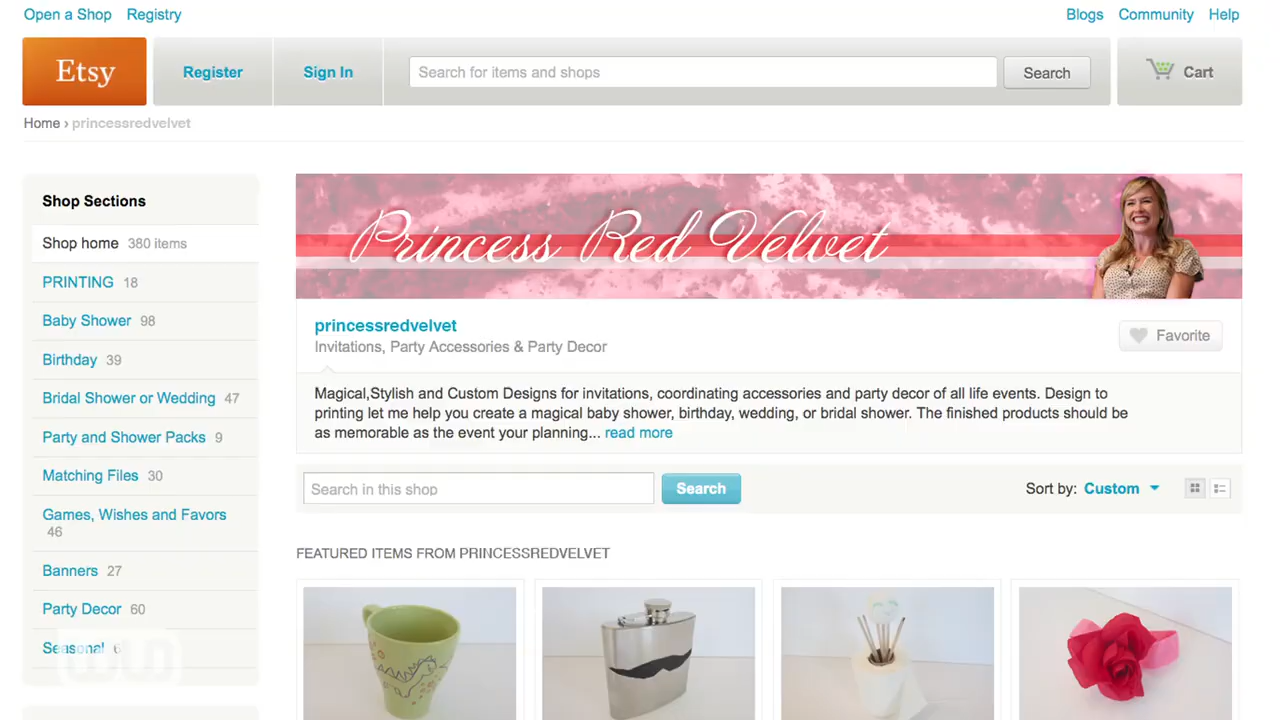 Open a Shop Registry Blogs Community Help
Etsy Register Sign In Search for items and shops Search Cart
Home › princessredvelvet
Shop Sections
Shop home 380 items
PRINTING 18
Baby Shower 98
Birthday 39
Bridal Shower or Wedding 47
Party and Shower Packs 9
Matching Files 30
Games, Wishes and Favors
46
Banners 27
Party Decor 60
Seasonal 6
Princess Red Velvet
princessredvelvet
Invitations, Party Accessories & Party Decor
Favorite
Magical,Stylish and Custom Designs for invitations, coordinating accessories and party decor of all life events. Design to
printing let me help you create a magical baby shower, birthday, wedding, or bridal shower. The finished products should be
as memorable as the event your planning... read more
Search in this shop Search Sort by: Custom
FEATURED ITEMS FROM PRINCESSREDVELVET